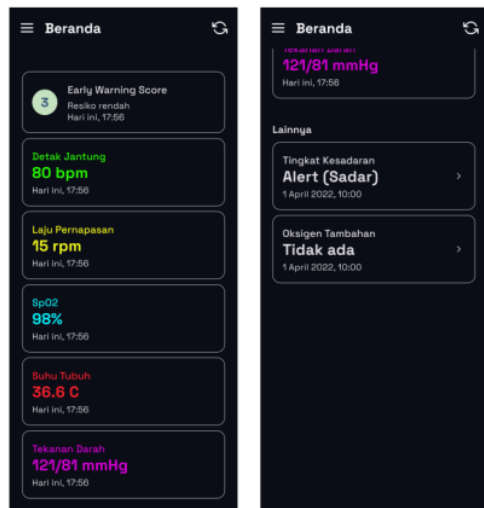 Beranda
3
Early Warning Score
Resiko rendah
Hari ini, 17:56
Detak Jantung
80 bpm
Hari ini, 17:56
Laju Pernapasan
15 rpm
Hari ini, 17:56
SpO2
98%
Hari ini, 17:56
Suhu Tubuh
36.6 C
Hari ini, 17:56
Tekanan Darah
121/81 mmHg
Hari ini, 17:56
Beranda
Tekanan Darah
121/81 mmHg
Hari ini, 17:56
Lainnya
Tingkat Kesadaran
Alert (Sadar)
1 April 2022, 10:00
Oksigen Tambahan
Tidak ada
1 April 2022, 10:00